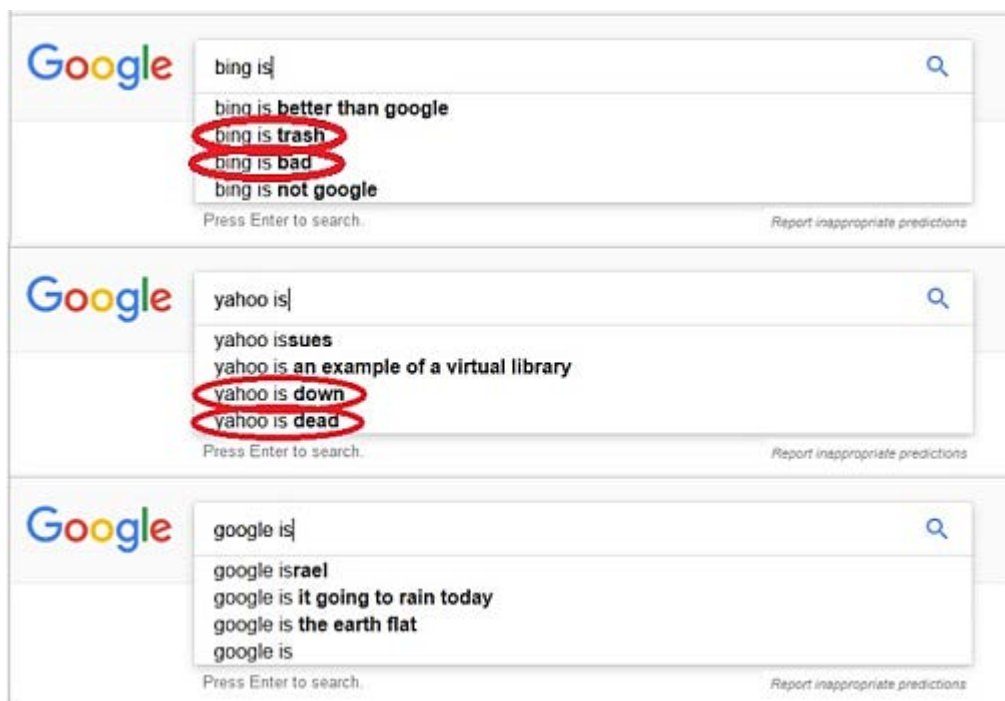 Google
bing is
bing is better than google
bing is trash
bing is bad
bing is not google
Press Enter to search.
Report inappropriate predictions
Google
yahoo is
yahoo issues
yahoo is an example of a virtual library
yahoo is down
yahoo is dead
Press Enter to search.
Report inappropriate predictions
Google
google is
google israel
google is it going to rain today
google is the earth flat
google is
Press Enter to search.
Report inappropriate predictions